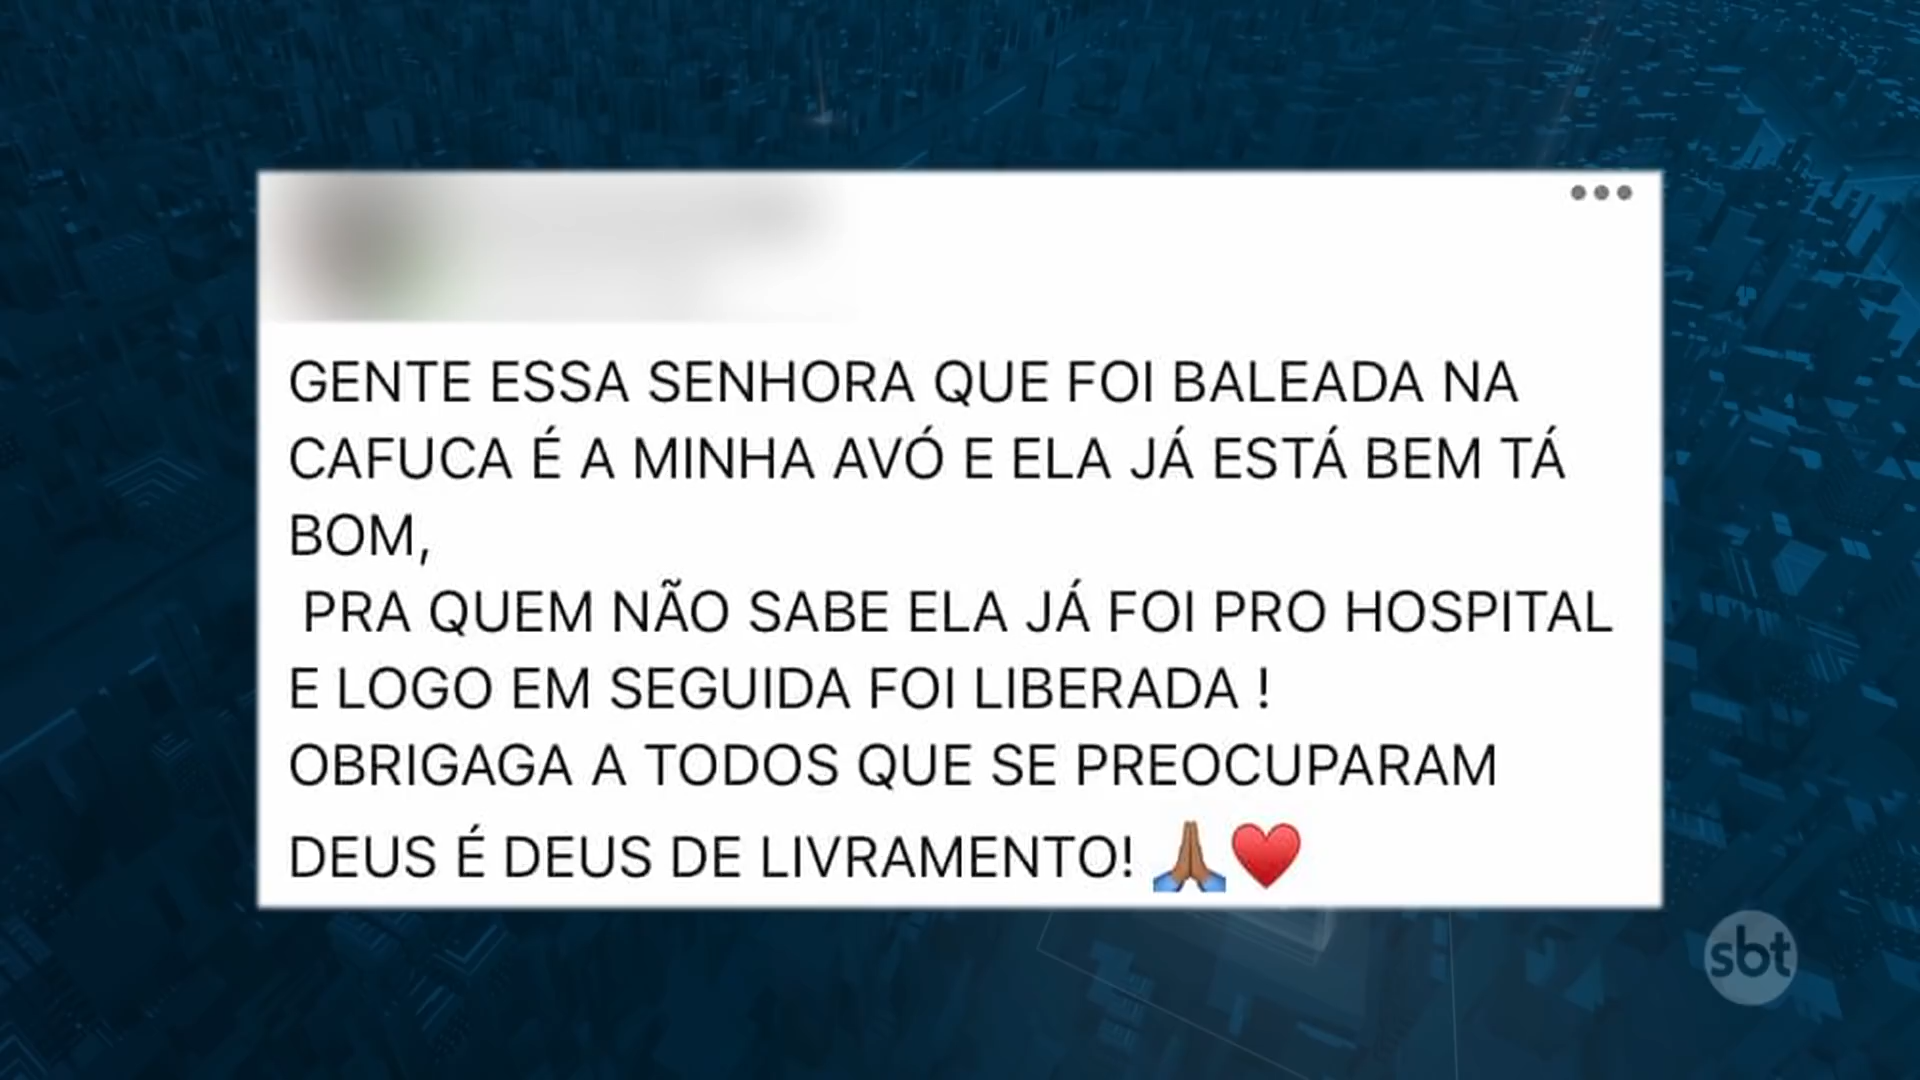 GENTE ESSA SENHORA QUE FOI BALEADA NA
CAFUCA É A MINHA AVÓ E ELA JÁ ESTÁ BEM TÁ
BOM,
PRA QUEM NÃO SABE ELA JÁ FOI PRO HOSPITAL
E LOGO EM SEGUIDA FOI LIBERADA !
OBRIGAGA A TODOS QUE SE PREOCUPARAM
DEUS É DEUS DE LIVRAMENTO! 🙏🏾❤️
sbt